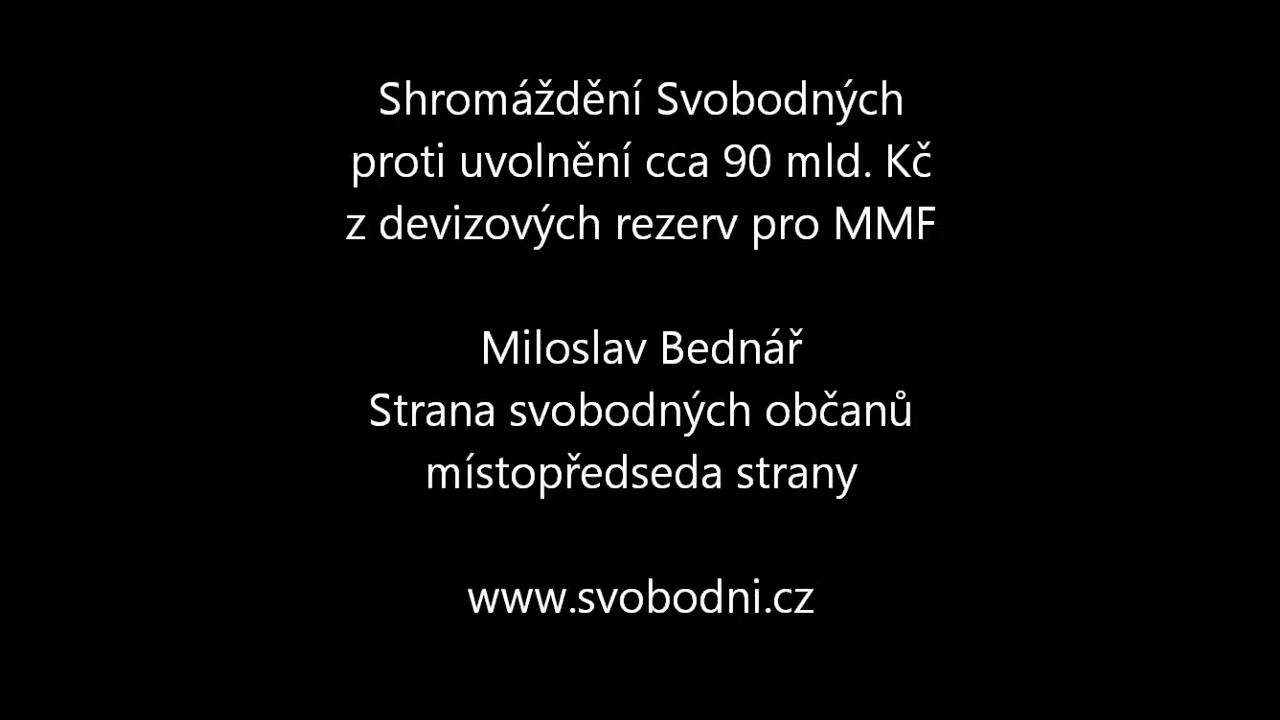 Shromáždění Svobodných
proti uvolnění cca 90 mld. Kč
z devizových rezerv pro MMF
Miloslav Bednář
Strana svobodných občanů
místopředseda strany
www.svobodni.cz